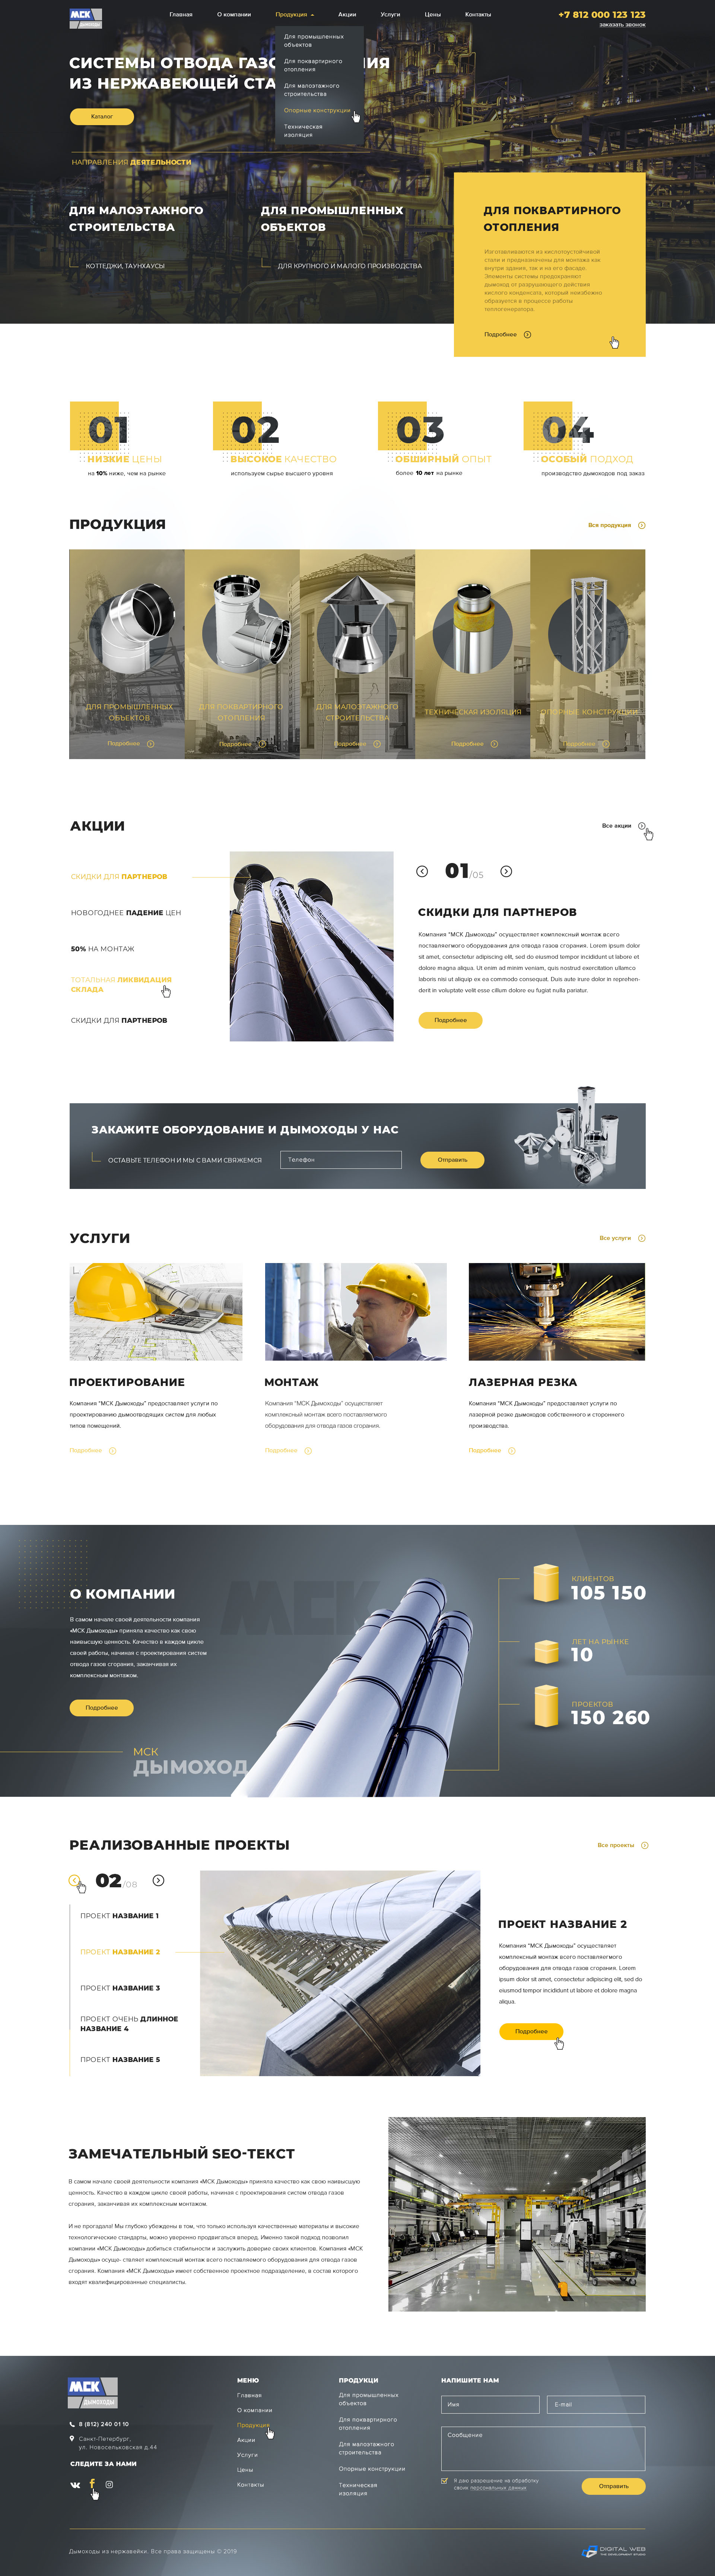 МСК
ДЫМОХОДЫ
Главная
О компании
Продукция
Акции
Услуги
Цены
Контакты
+7 812 000 123 123
заказать звонок
Для промышленных
объектов
Для поквартирного
отопления
Для малоэтажного
строительства
Опорные конструкции
Техническая
изоляция
СИСТЕМЫ ОТВОДА
ИЗ НЕРЖАВЕЮЩЕЙ
Каталог
НАПРАВЛЕНИЯ ДЕЯТЕЛЬНОСТИ
ДЛЯ МАЛОЭТАЖНОГО
СТРОИТЕЛЬСТВА
КОТТЕДЖИ, ТАУНХАУСЫ
ДЛЯ ПРОМЫШЛЕННЫХ
ОБЪЕКТОВ
ДЛЯ КРУПНОГО И МАЛОГО ПРОИЗВОДСТВА
ДЛЯ ПОКВАРТИРНОГО
ОТОПЛЕНИЯ
Изготавливаются из кислотоустойчивой
стали и предназначены для монтажа как
внутри здания, так и на его фасаде.
Элементы системы предохраняют
дымоход от разрушающего действия
кислого конденсата, который неизбежно
образуется в процессе работы
теплогенератора.
Подробнее
01
НИЗКИЕ ЦЕНЫ
на 10% ниже, чем на рынке
02
ВЫСОКОЕ КАЧЕСТВО
используем сырье высшего уровня
03
ОБШИРНЫЙ ОПЫТ
более 10 лет на рынке
04
ОСОБЫЙ ПОДХОД
производство дымоходов под заказ
ПРОДУКЦИЯ
Вся продукция
ДЛЯ ПРОМЫШЛЕННЫХ
ОБЪЕКТОВ
Подробнее
ДЛЯ ПОКВАРТИРНОГО
ОТОПЛЕНИЯ
Подробнее
ДЛЯ МАЛОЭТАЖНОГО
СТРОИТЕЛЬСТВА
Подробнее
ТЕХНИЧЕСКАЯ ИЗОЛЯЦИЯ
Подробнее
ОПОРНЫЕ КОНСТРУКЦИИ
Подробнее
АКЦИИ
Все акции
СКИДКИ ДЛЯ ПАРТНЕРОВ
НОВОГОДНЕЕ ПАДЕНИЕ ЦЕН
50% НА МОНТАЖ
ТОТАЛЬНАЯ ЛИКВИДАЦИЯ
СКЛАДА
СКИДКИ ДЛЯ ПАРТНЕРОВ
01/05
СКИДКИ ДЛЯ ПАРТНЕРОВ
Компания "МСК Дымоходы" осуществляет комплексный монтаж всего
поставляемого оборудования для отвода газов сгорания. Lorem ipsum dolor
sit amet, consectetur adipiscing elit, sed do eiusmod tempor incididunt ut labore et
dolore magna aliqua. Ut enim ad minim veniam, quis nostrud exercitation ullamco
laboris nisi ut aliquip ex ea commodo consequat. Duis aute irure dolor in reprehen-
derit in voluptate velit esse cillum dolore eu fugiat nulla pariatur.
Подробнее
ЗАКАЖИТЕ ОБОРУДОВАНИЕ И ДЫМОХОДЫ У НАС
ОСТАВЬТЕ ТЕЛЕФОН И МЫ С ВАМИ СВЯЖЕМСЯ
Телефон
Отправить
УСЛУГИ
Все услуги
ПРОЕКТИРОВАНИЕ
Компания "МСК Дымоходы" предоставляет услуги по
проектированию дымоотводящих систем для любых
типов помещений.
Подробнее
МОНТАЖ
Компания "МСК Дымоходы" осуществляет
комплексный монтаж всего поставляемого
оборудования для отвода газов сгорания.
Подробнее
ЛАЗЕРНАЯ РЕЗКА
Компания "МСК Дымоходы" предоставляет услуги по
лазерной резке дымоходов собственного и стороннего
производства.
Подробнее
О КОМПАНИИ
В самом начале своей деятельности компания
«МСК Дымоходы» приняла качество как свою
наивысшую ценность. Качество в каждом цикле
своей работы, начиная с проектирования систем
отвода газов сгорания, заканчивая их
комплексным монтажом.
Подробнее
МСК
МСК
ДЫМОХОД
КЛИЕНТОВ
105 150
ЛЕТ НА РЫНКЕ
10
ПРОЕКТОВ
150 260
РЕАЛИЗОВАННЫЕ ПРОЕКТЫ
Все проекты
02/08
ПРОЕКТ НАЗВАНИЕ 1
ПРОЕКТ НАЗВАНИЕ 2
ПРОЕКТ НАЗВАНИЕ 3
ПРОЕКТ ОЧЕНЬ ДЛИННОЕ
НАЗВАНИЕ 4
ПРОЕКТ НАЗВАНИЕ 5
ПРОЕКТ НАЗВАНИЕ 2
Компания "МСК Дымоходы" осуществляет
комплексный монтаж всего поставляемого
оборудования для отвода газов сгорания. Lorem
ipsum dolor sit amet, consectetur adipiscing elit, sed do
eiusmod tempor incididunt ut labore et dolore magna
aliqua.
Подробнее
ЗАМЕЧАТЕЛЬНЫЙ SEO-ТЕКСТ
В самом начале своей деятельности компания «МСК Дымоходы» приняла качество как свою наивысшую
ценность. Качество в каждом цикле своей работы, начиная с проектирования систем отвода газов
сгорания, заканчивая их комплексным монтажом.
И не прогадала! Мы глубоко убеждены в том, что только используя качественные материалы и высокие
технологические стандарты, можно уверенно продвигаться вперед. Именно такой подход позволил
компании «МСК Дымоходы» добиться стабильности и заслужить доверие своих клиентов. Компания «МСК
Дымоходы» осуще- ствляет комплексный монтаж всего поставляемого оборудования для отвода газов
сгорания. Компания «МСК Дымоходы» имеет собственное проектное подразделение, в состав которого
входят квалифицированные специалисты.
МСК
ДЫМОХОДЫ
8 (812) 240 01 10
Санкт-Петербург,
ул. Новосельковская д.44
СЛЕДИТЕ ЗА НАМИ
МЕНЮ
Главная
О компании
Продукция
Акции
Услуги
Цены
Контакты
ПРОДУКЦИ
Для промышленных
объектов
Для поквартирного
отопления
Для малоэтажного
строительства
Опорные конструкции
Техническая
изоляция
НАПИШИТЕ НАМ
Имя
E-mail
Сообщение
Я даю разрешение на обработку
своих персональных данных
Отправить
Дымоходы из нержавейки. Все права защищены © 2019
DIGITAL WEB